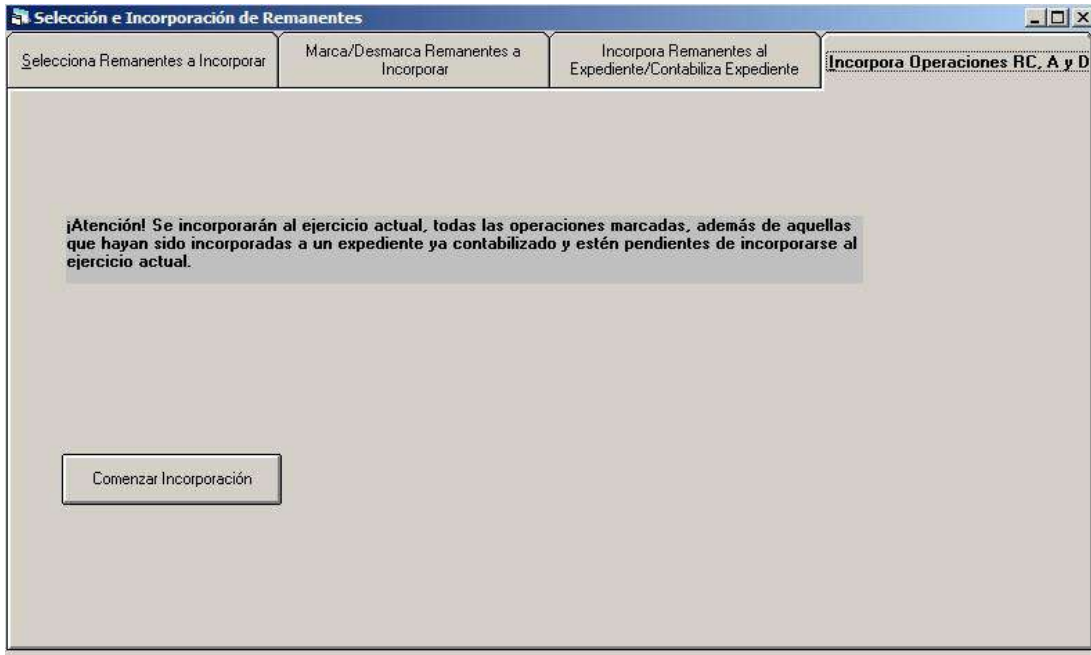 Selección e Incorporación de Remanentes
Selecciona Remanentes a Incorporar
Marca/Desmarca Remanentes a
Incorporar
Incorpora Remanentes al
Expediente/Contabiliza Expediente
Incorpora Operaciones RC, A y D
¡Atención! Se incorporarán al ejercicio actual, todas las operaciones marcadas, además de aquellas
que hayan sido incorporadas a un expediente ya contabilizado y estén pendientes de incorporarse al
ejercicio actual.
Comenzar Incorporación